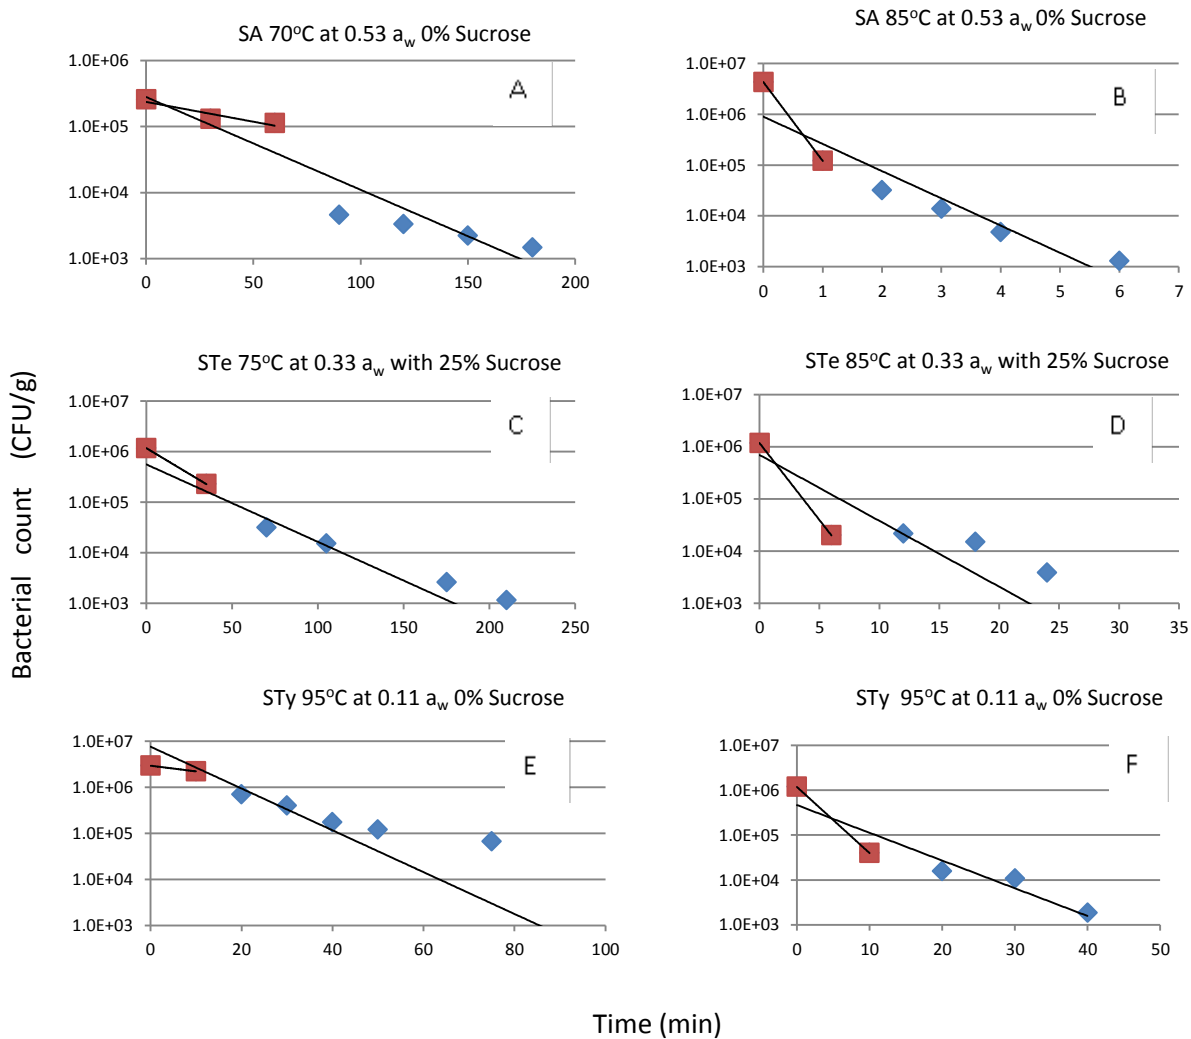 SA 70°C at 0.53 aw 0% Sucrose
1.0E+06
1.0E+05
1.0E+04
1.0E+03
0 50 100 150 200
A
SA 85°C at 0.53 aw 0% Sucrose
1.0E+07
1.0E+06
1.0E+05
1.0E+04
1.0E+03
0 1 2 3 4 5 6 7
B
Bacterial count (CFU/g)
STe 75°C at 0.33 aw with 25% Sucrose
1.0E+07
1.0E+06
1.0E+05
1.0E+04
1.0E+03
0 50 100 150 200 250
C
STe 85°C at 0.33 aw with 25% Sucrose
1.0E+07
1.0E+06
1.0E+05
1.0E+04
1.0E+03
0 5 10 15 20 25 30 35
D
STy 95°C at 0.11 aw 0% Sucrose
1.0E+07
1.0E+06
1.0E+05
1.0E+04
1.0E+03
0 20 40 60 80 100
E
STy 95°C at 0.11 aw 0% Sucrose
1.0E+07
1.0E+06
1.0E+05
1.0E+04
1.0E+03
0 10 20 30 40 50
F
Time (min)